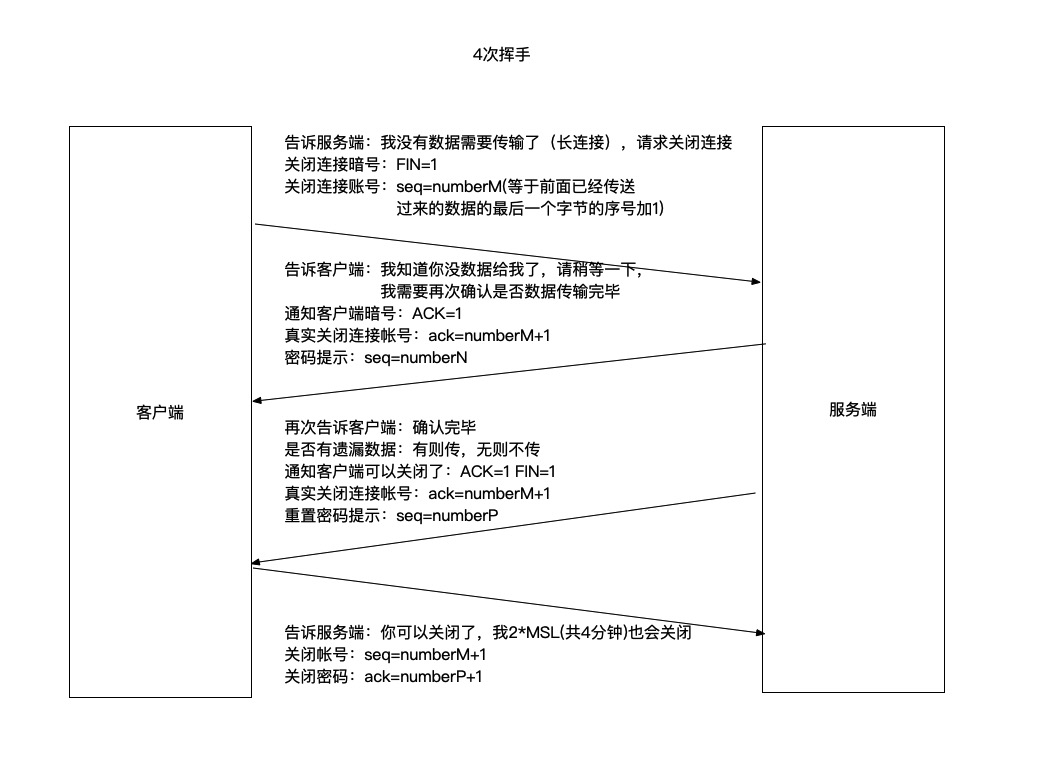 4次挥手
告诉服务端：我没有数据需要传输了（长连接），请求关闭连接
关闭连接暗号：FIN=1
关闭连接账号：seq=numberM(等于前面已经传送
过来的数据的最后一个字节的序号加1)
告诉客户端：我知道你没数据给我了，请稍等一下，
我需要再次确认是否数据传输完毕
通知客户端暗号：ACK=1
真实关闭连接帐号：ack=numberM+1
密码提示：seq=numberN
客户端
服务端
再次告诉客户端：确认完毕
是否有遗漏数据：有则传，无则不传
通知客户端可以关闭了：ACK=1 FIN=1
真实关闭连接帐号：ack=numberM+1
重置密码提示：seq=numberP
告诉服务端：你可以关闭了，我2*MSL(共4分钟)也会关闭
关闭帐号：seq=numberM+1
关闭密码：ack=numberP+1